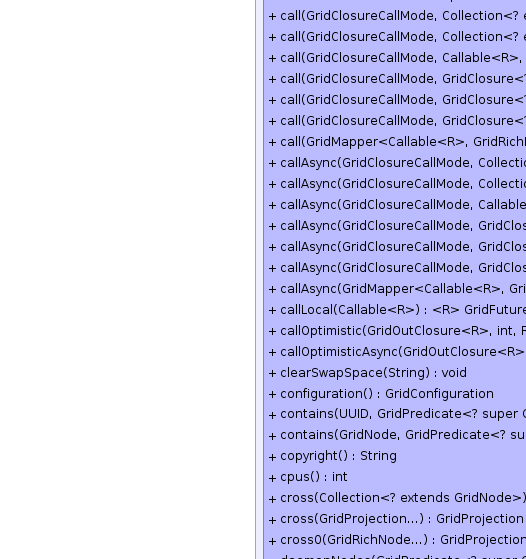 + call(GridClosureCallMode, Collection<? e
+ call(GridClosureCallMode, Collection<? e
+ call(GridClosureCallMode, Callable<R>,
+ call(GridClosureCallMode, GridClosure<?
+ call(GridClosureCallMode, GridClosure<?
+ call(GridClosureCallMode, GridClosure<?
+ call(GridMapper<Callable<R>, GridRich
+ callAsync(GridClosureCallMode, Collecti
+ callAsync(GridClosureCallMode, Collecti
+ callAsync(GridClosureCallMode, Callable
+ callAsync(GridClosureCallMode, GridClos
+ callAsync(GridClosureCallMode, GridClos
+ callAsync(GridClosureCallMode, GridClos
+ callAsync(GridMapper<Callable<R>, Gri
+ callLocal(Callable<R>) : <R> GridFuture
+ callOptimistic(GridOutClosure<R>, int,
+ callOptimisticAsync(GridOutClosure<R>
+ clearSwapSpace(String) : void
+ configuration() : GridConfiguration
+ contains(UUID, GridPredicate<? super
+ contains(GridNode, GridPredicate<? su
+ copyright() : String
+ cpus() : int
+ cross(Collection<? extends GridNode>)
+ cross(GridProjection...) : GridProjection
+ cross0(GridRichNode...) : GridProjection